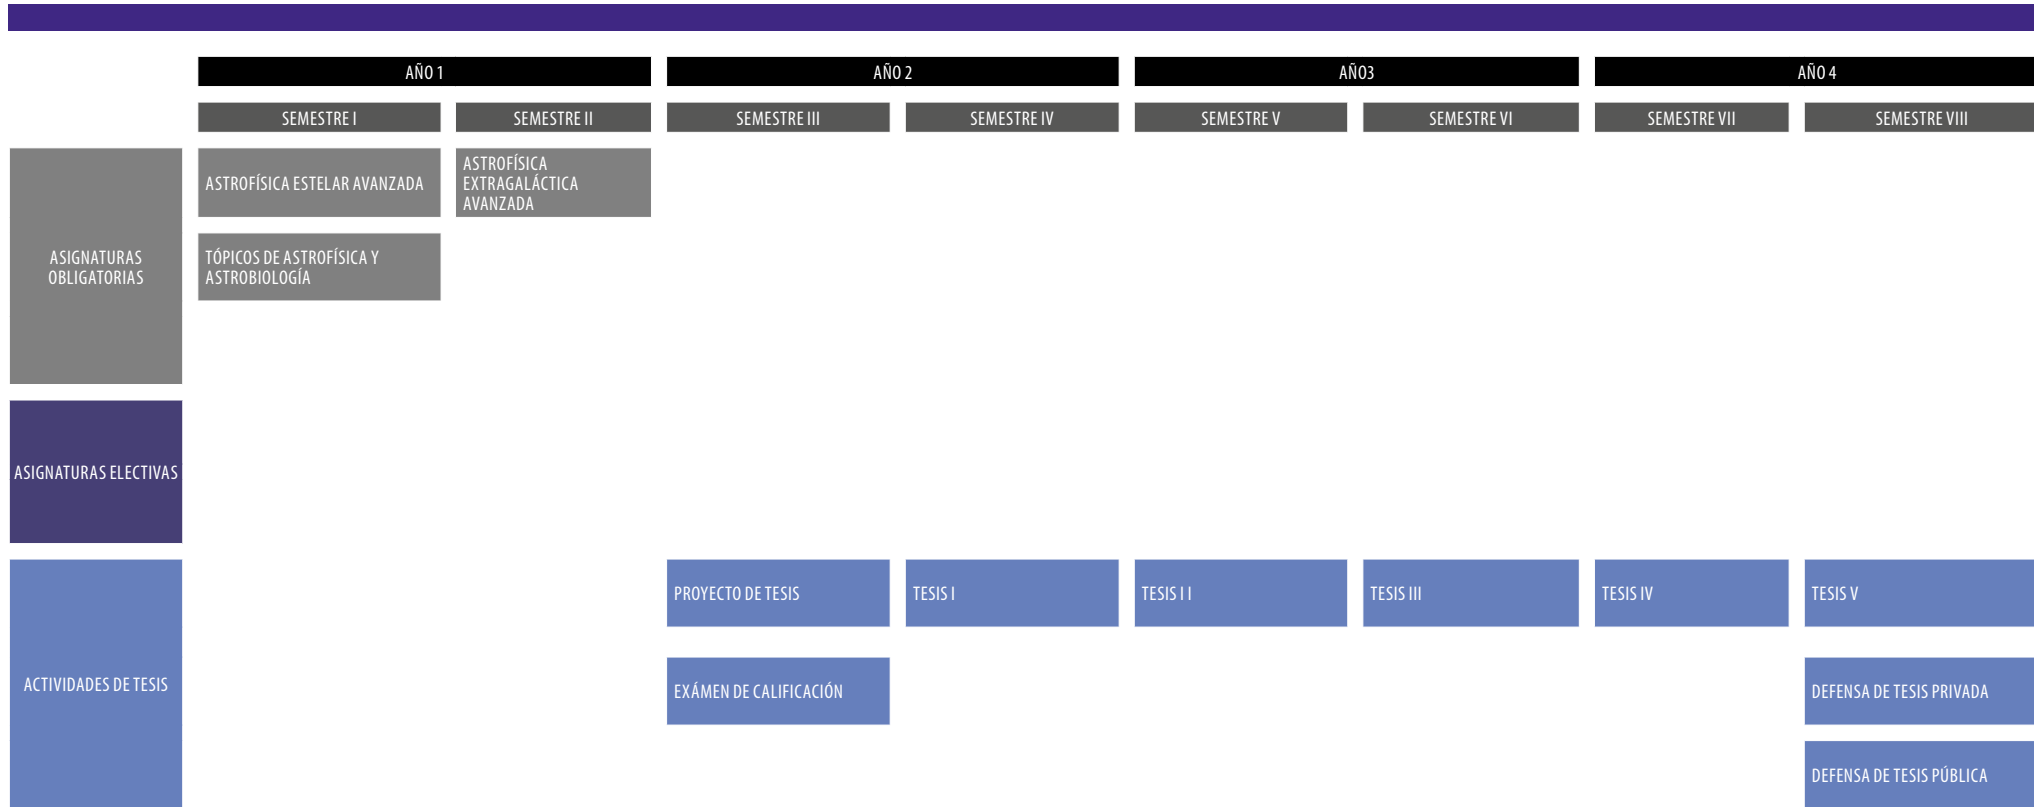 AÑO 1
AÑO 2
AÑO3
AÑO 4
SEMESTRE I
SEMESTRE II
SEMESTRE III
SEMESTRE IV
SEMESTRE V
SEMESTRE VI
SEMESTRE VII
SEMESTRE VIII
ASIGNATURAS
OBLIGATORIAS
ASTROFÍSICA ESTELAR AVANZADA
ASTROFÍSICA
EXTRAGALÁCTICA
AVANZADA
TÓPICOS DE ASTROFÍSICA Y
ASTROBIOLOGÍA
ASIGNATURAS ELECTIVAS
ACTIVIDADES DE TESIS
PROYECTO DE TESIS
TESIS I
TESIS I I
TESIS III
TESIS IV
TESIS V
EXÁMEN DE CALIFICACIÓN
DEFENSA DE TESIS PRIVADA
DEFENSA DE TESIS PÚBLICA